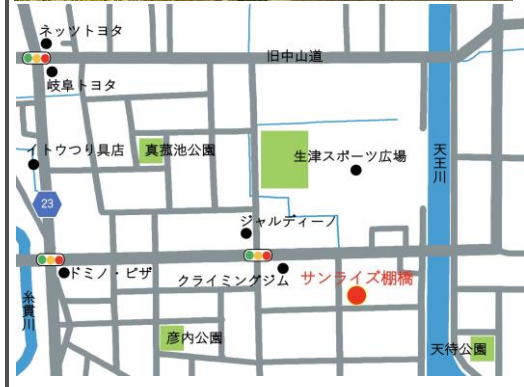 ネッツトヨタ
旧中山道
岐阜トヨタ
イトウつり具店
真菰池公園
生津スポーツ広場
天王川
23
ジャルディーノ
ドミノ・ピザ
クライミングジム
サンライズ棚橋
糸貫川
彦内公園
天待公園